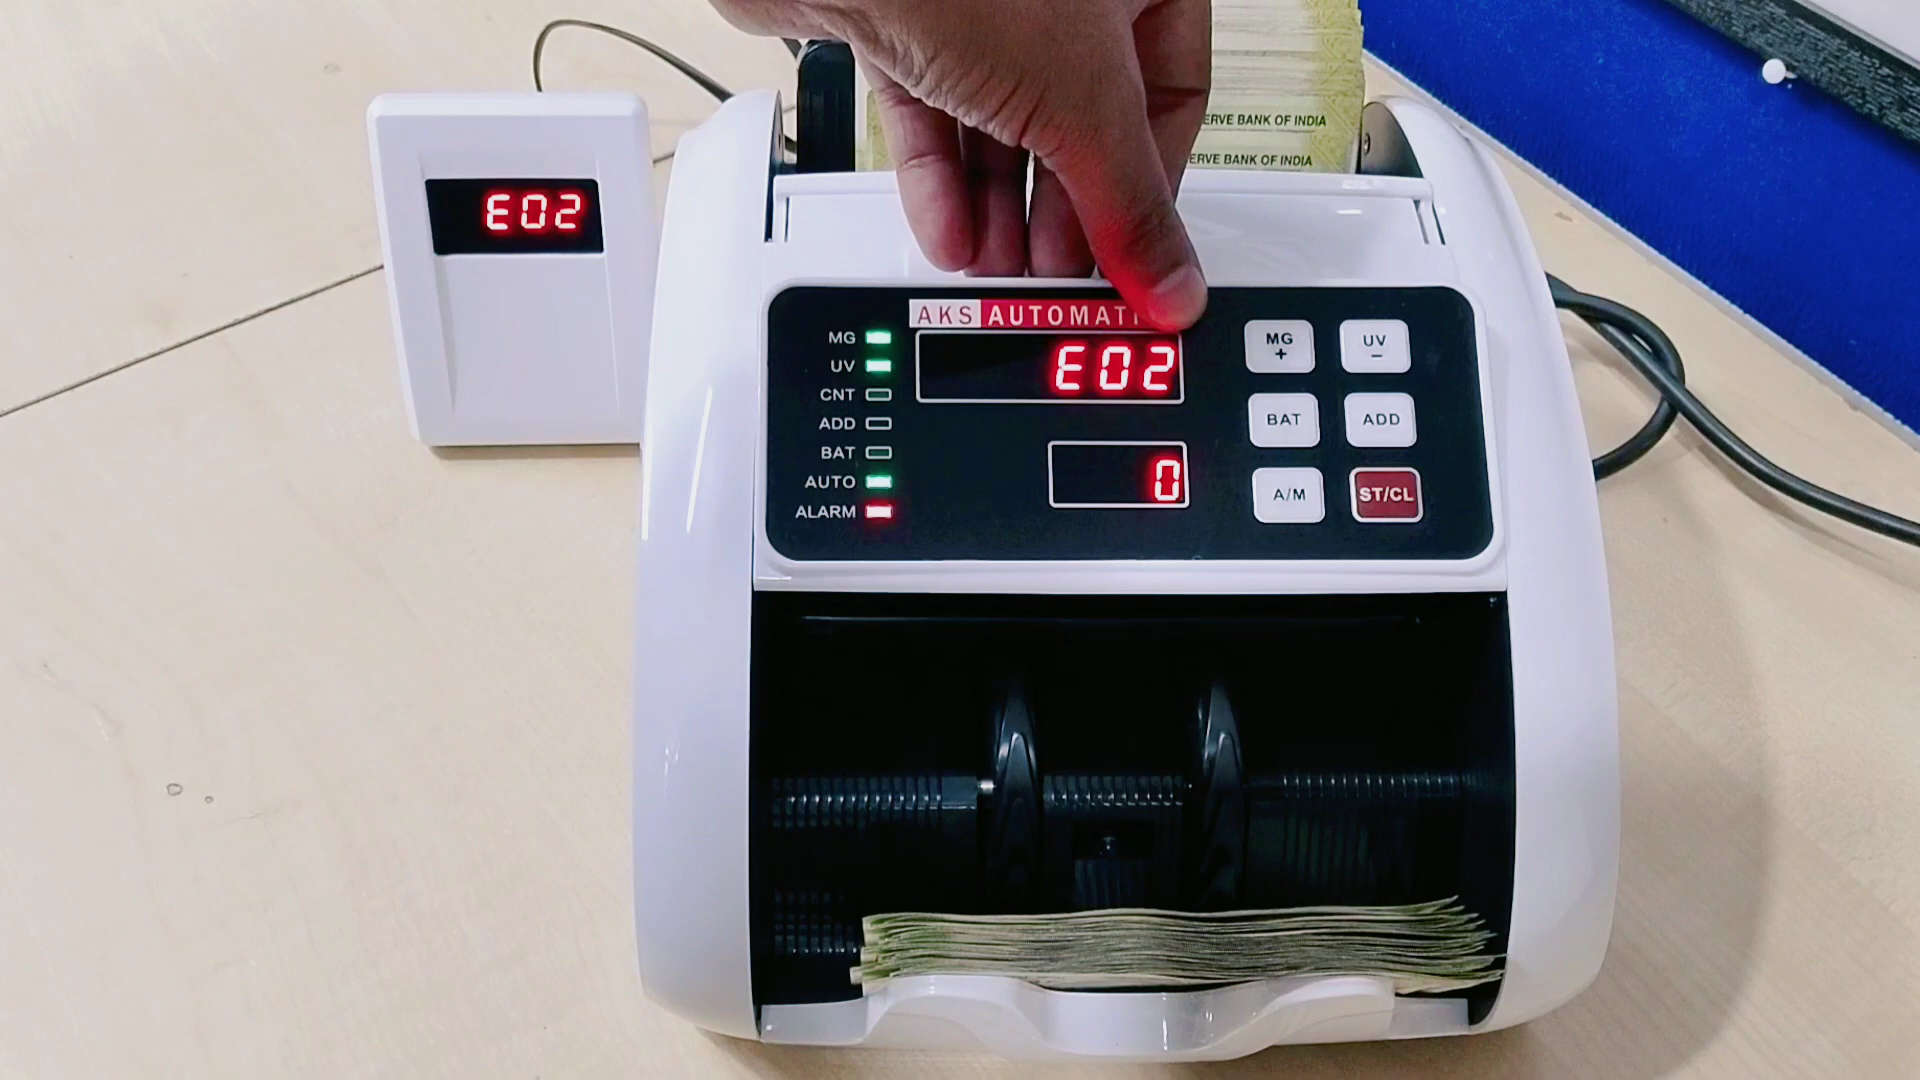 ERVE BANK OF INDIA
ERVE BANK OF INDIA
E02
AKS AUTOMATI
E02
0
MG
UV
CNT
ADD
BAT
AUTO
ALARM
MG +
UV –
BAT
ADD
A/M
ST/CL